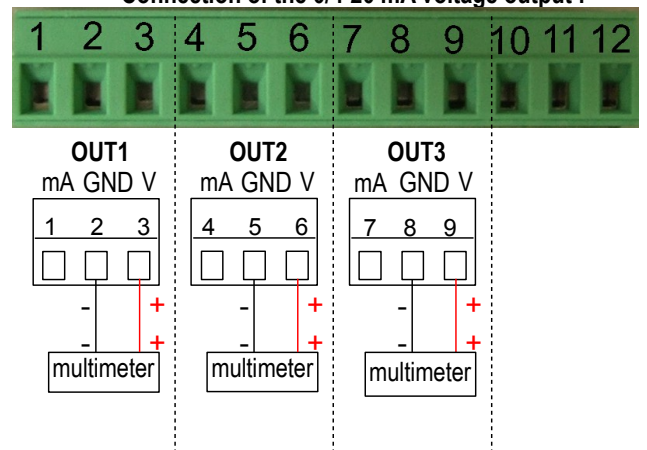 1 2 3 4 5 6 7 8 9 10 11 12
OUT1 OUT2 OUT3
mA GND V mA GND V mA GND V
1 2 3 4 5 6 7 8 9
- + - + - +
- + - + - +
multimeter multimeter multimeter